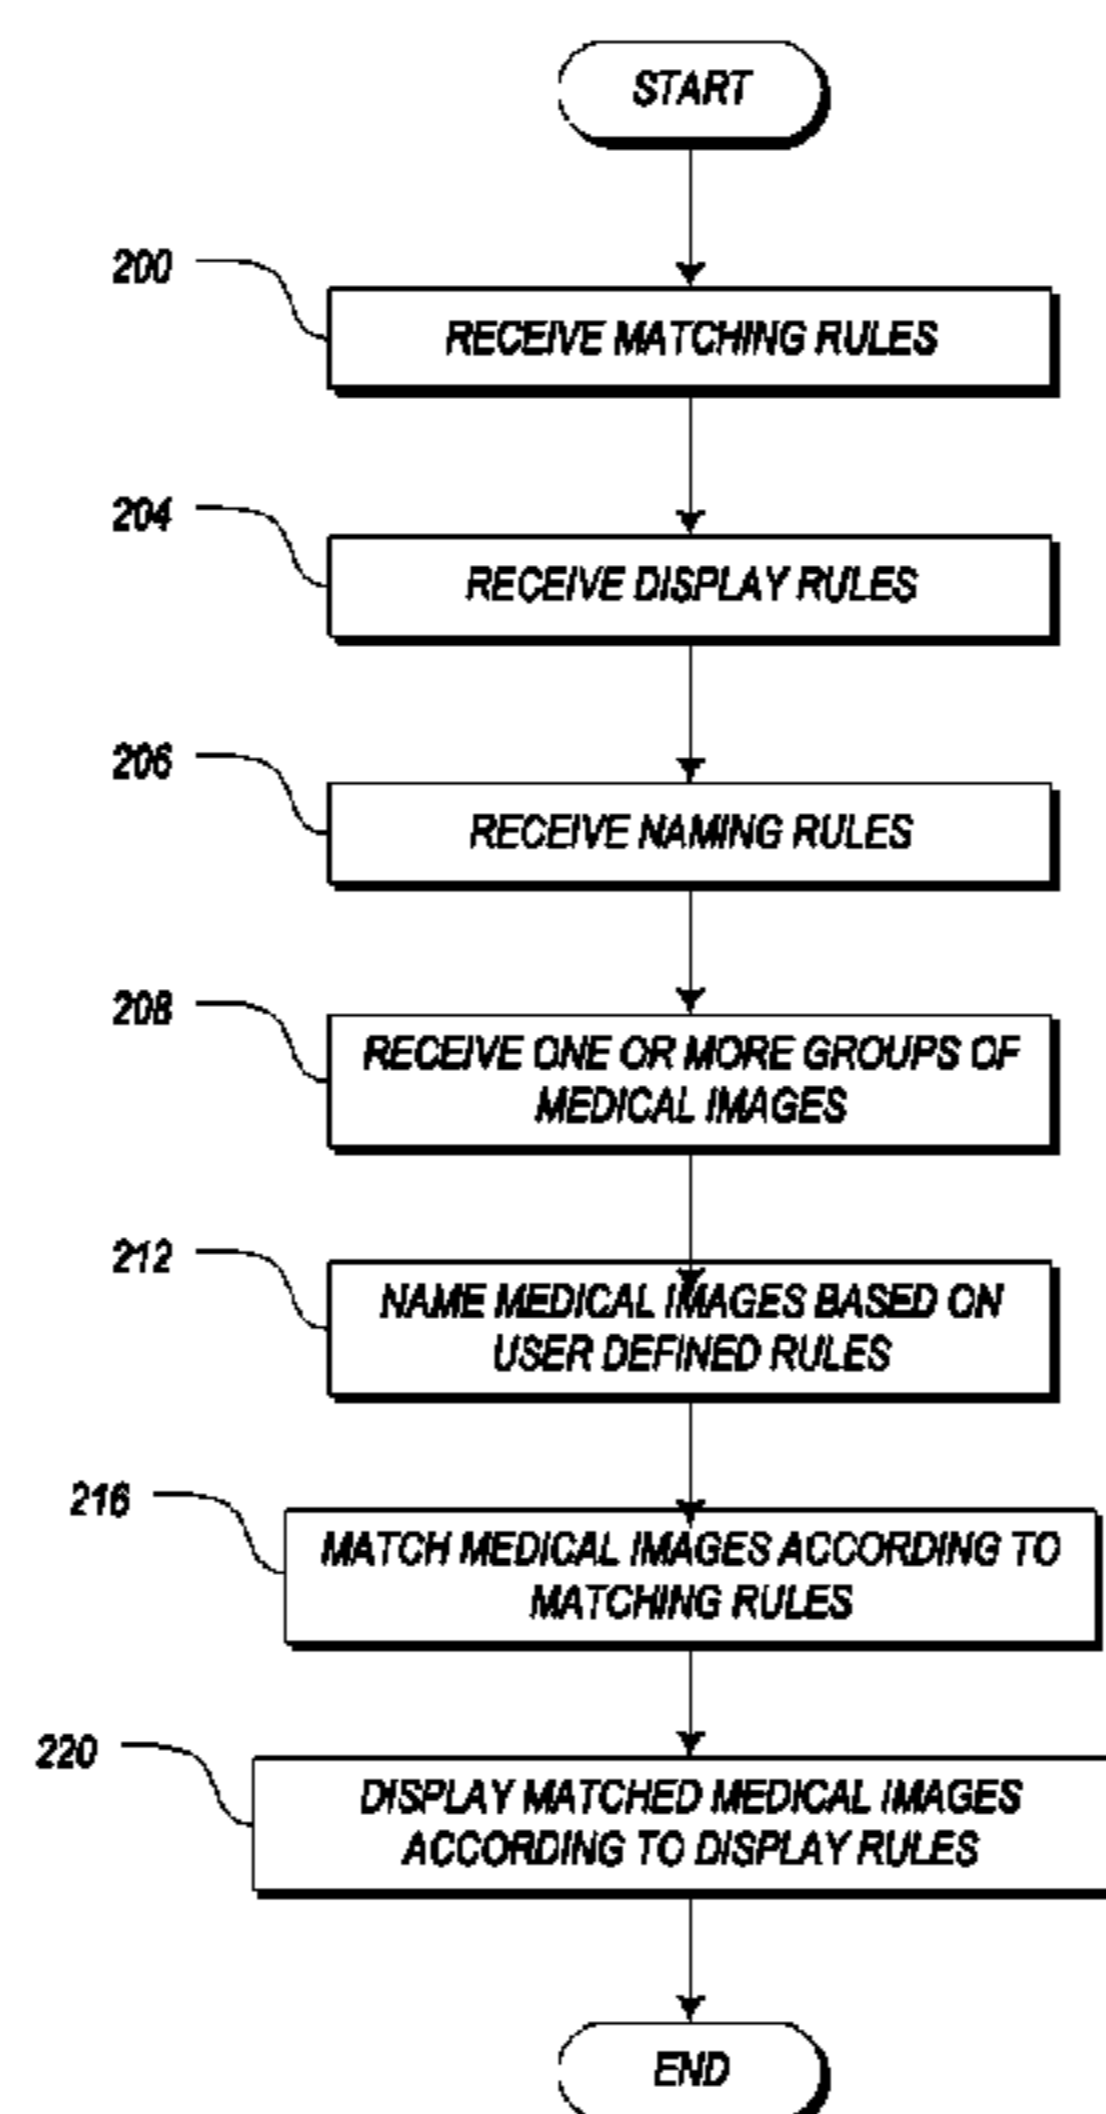 START
200
RECEIVE MATCHING RULES
204
RECEIVE DISPLAY RULES
206
RECEIVE NAMING RULES
208
RECEIVE ONE OR MORE GROUPS OF
MEDICAL IMAGES
212
NAME MEDICAL IMAGES BASED ON
USER DEFINED RULES
216
MATCH MEDICAL IMAGES ACCORDING TO
MATCHING RULES
220
DISPLAY MATCHED MEDICAL IMAGES
ACCORDING TO DISPLAY RULES
END